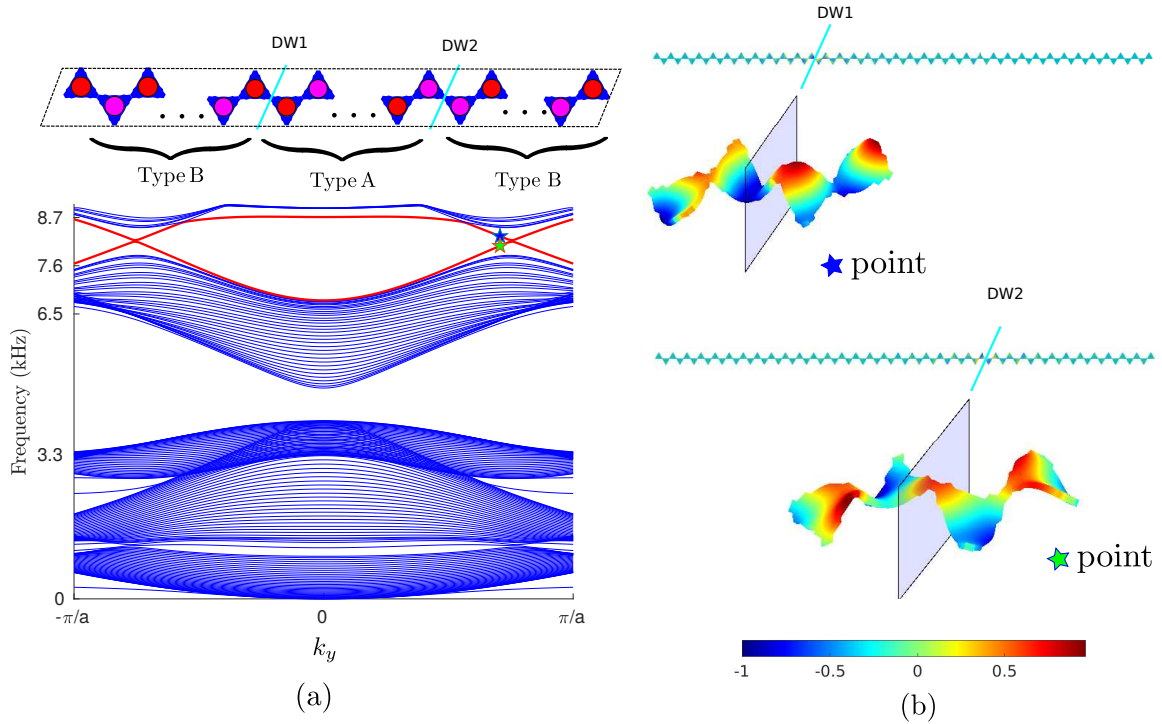 DW1
DW2
Type B
Type A
Type B
8.7
7.6
6.5
3.3
0
Frequency (kHz)
-π/a
0
π/a
k_y
(a)
DW1
point
DW2
point
-1
-0.5
0
0.5
(b)